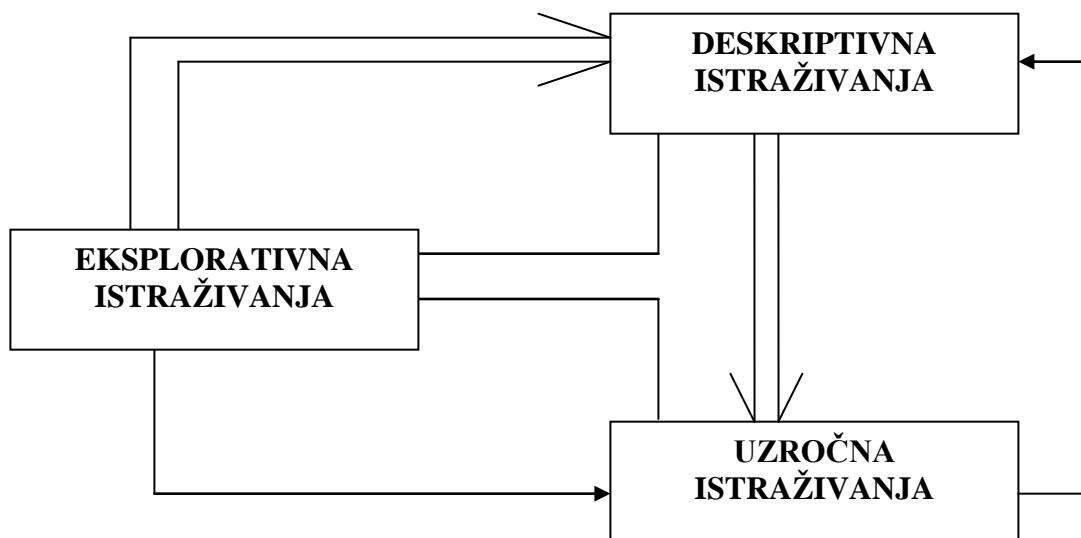 DESKRIPTIVNA
ISTRAŽIVANJA
EKSPLORATIVNA
ISTRAŽIVANJA
UZROČNA
ISTRAŽIVANJA